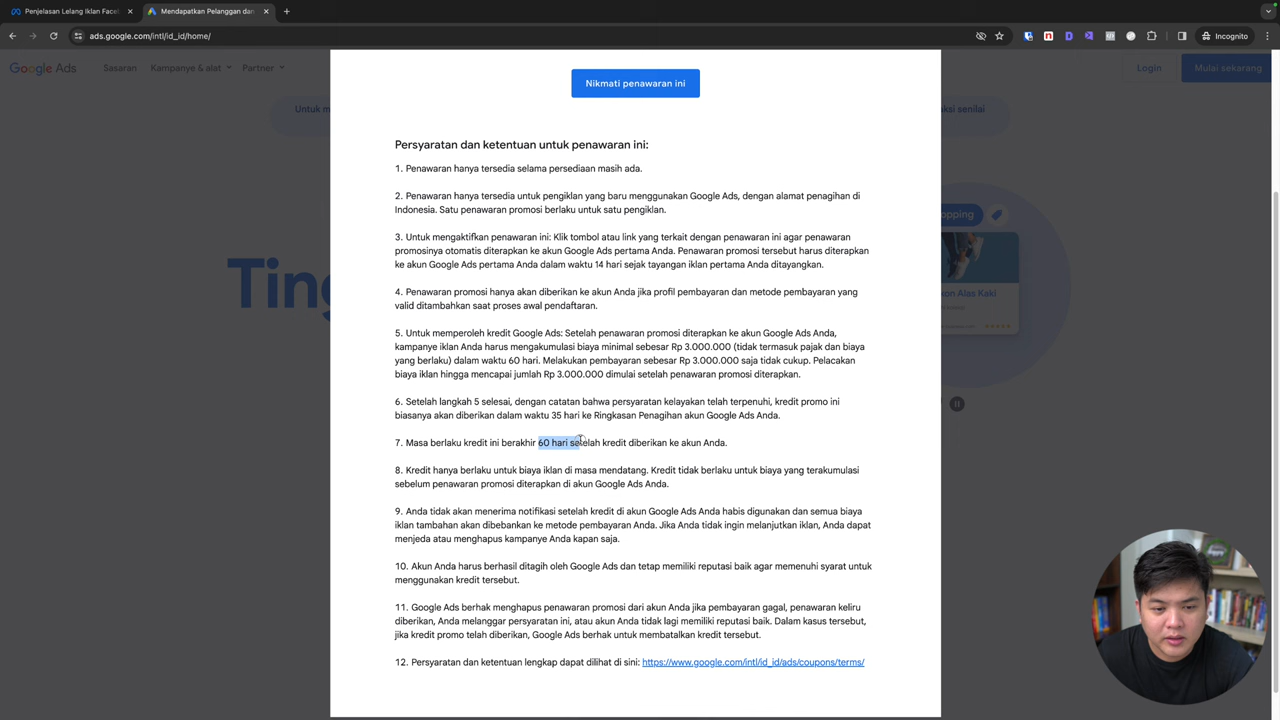 Penjelasan Lelang Iklan Faceb
Mendapatkan Pelanggan dan
ads.google.com/intl/id_id/home/
Incognito
Google Ads
Sasaran
Kampanye & alat
Partner
Login
Mulai sekarang
Nikmati penawaran ini
Untuk m
ksi senilai
Persyaratan dan ketentuan untuk penawaran ini:
1. Penawaran hanya tersedia selama persediaan masih ada.
2. Penawaran hanya tersedia untuk pengiklan yang baru menggunakan Google Ads, dengan alamat penagihan di
Indonesia. Satu penawaran promosi berlaku untuk satu pengiklan.
opping
3. Untuk mengaktifkan penawaran ini: Klik tombol atau link yang terkait dengan penawaran ini agar penawaran
promosinya otomatis diterapkan ke akun Google Ads pertama Anda. Penawaran promosi tersebut harus diterapkan
ke akun Google Ads pertama Anda dalam waktu 14 hari sejak tayangan iklan pertama Anda ditayangkan.
Ting
4. Penawaran promosi hanya akan diberikan ke akun Anda jika profil pembayaran dan metode pembayaran yang
valid ditambahkan saat proses awal pendaftaran.
on Alas Kaki
5. Untuk memperoleh kredit Google Ads: Setelah penawaran promosi diterapkan ke akun Google Ads Anda,
kampanye iklan Anda harus mengakumulasi biaya minimal sebesar Rp 3.000.000 (tidak termasuk pajak dan biaya
yang berlaku) dalam waktu 60 hari. Melakukan pembayaran sebesar Rp 3.000.000 saja tidak cukup. Pelacakan
biaya iklan hingga mencapai jumlah Rp 3.000.000 dimulai setelah penawaran promosi diterapkan.
6. Setelah langkah 5 selesai, dengan catatan bahwa persyaratan kelayakan telah terpenuhi, kredit promo ini
biasanya akan diberikan dalam waktu 35 hari ke Ringkasan Penagihan akun Google Ads Anda.
7. Masa berlaku kredit ini berakhir 60 hari setelah kredit diberikan ke akun Anda.
8. Kredit hanya berlaku untuk biaya iklan di masa mendatang. Kredit tidak berlaku untuk biaya yang terakumulasi
sebelum penawaran promosi diterapkan di akun Google Ads Anda.
9. Anda tidak akan menerima notifikasi setelah kredit di akun Google Ads Anda habis digunakan dan semua biaya
iklan tambahan akan dibebankan ke metode pembayaran Anda. Jika Anda tidak ingin melanjutkan iklan, Anda dapat
menjeda atau menghapus kampanye Anda kapan saja.
10. Akun Anda harus berhasil ditagih oleh Google Ads dan tetap memiliki reputasi baik agar memenuhi syarat untuk
menggunakan kredit tersebut.
11. Google Ads berhak menghapus penawaran promosi dari akun Anda jika pembayaran gagal, penawaran keliru
diberikan, Anda melanggar persyaratan ini, atau akun Anda tidak lagi memiliki reputasi baik. Dalam kasus tersebut,
jika kredit promo telah diberikan, Google Ads berhak untuk membatalkan kredit tersebut.
12. Persyaratan dan ketentuan lengkap dapat dilihat di sini: https://www.google.com/intl/id_id/ads/coupons/terms/